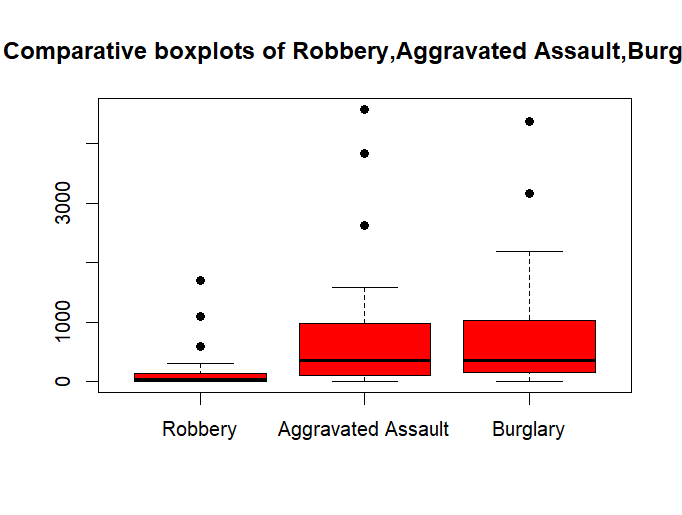 Comparative boxplots of Robbery,Aggravated Assault,Burg
3000
1000
0
Robbery Aggravated Assault Burglary